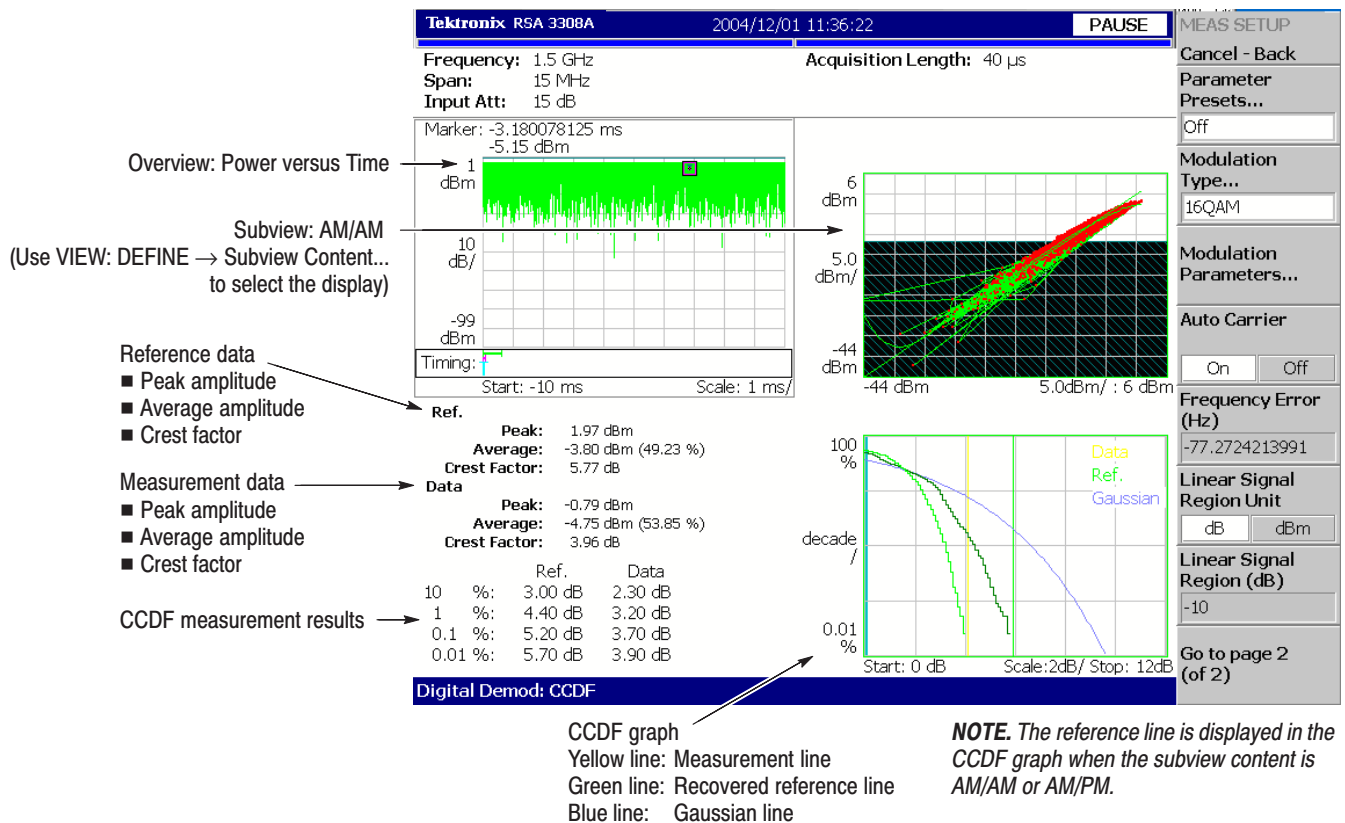 Tektronix RSA 3308A 2004/12/01 11:36:22 PAUSE
Frequency: 1.5 GHz
Span: 15 MHz
Input Att: 15 dB
Acquisition Length: 40 µs
Marker: -3.180078125 ms
-5.15 dBm
1
dBm
10
dB/
-99
dBm
Timing:
Start: -10 ms Scale: 1 ms/
6
dBm
5.0
dBm/
-44
dBm
-44 dBm 5.0dBm/ : 6 dBm
Ref.
Peak: 1.97 dBm
Average: -3.80 dBm (49.23 %)
Crest Factor: 5.77 dB
Data
Peak: -0.79 dBm
Average: -4.75 dBm (53.85 %)
Crest Factor: 3.96 dB
Ref. Data
10 %: 3.00 dB 2.30 dB
1 %: 4.40 dB 3.20 dB
0.1 %: 5.20 dB 3.70 dB
0.01 %: 5.70 dB 3.90 dB
100
%
decade
/
0.01
%
Data
Ref.
Gaussian
Start: 0 dB Scale:2dB/ Stop: 12dB
Digital Demod: CCDF
MEAS SETUP
Cancel - Back
Parameter
Presets...
Off
Modulation
Type...
16QAM
Modulation
Parameters...
Auto Carrier
On Off
Frequency Error
(Hz)
-77.2724213991
Linear Signal
Region Unit
dB dBm
Linear Signal
Region (dB)
-10
Go to page 2
(of 2)
Overview: Power versus Time
Subview: AM/AM
(Use VIEW: DEFINE → Subview Content...
to select the display)
Reference data
■ Peak amplitude
■ Average amplitude
■ Crest factor
Measurement data
■ Peak amplitude
■ Average amplitude
■ Crest factor
CCDF measurement results
CCDF graph
Yellow line: Measurement line
Green line: Recovered reference line
Blue line: Gaussian line
NOTE. The reference line is displayed in the
CCDF graph when the subview content is
AM/AM or AM/PM.